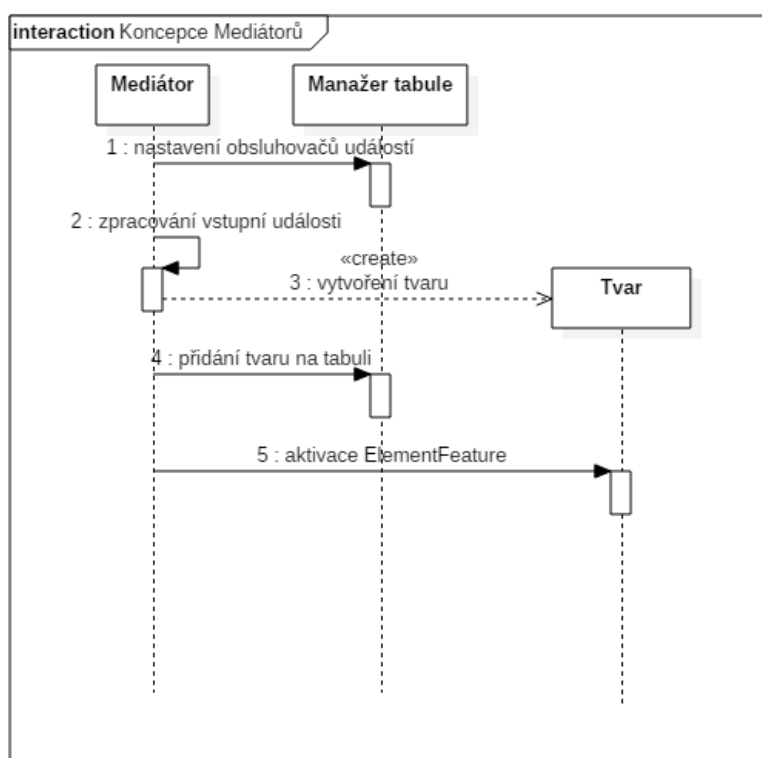 interaction Koncepce Mediátorů
Mediátor
Manažer tabule
1 : nastavení obsluhovačů událostí
2 : zpracování vstupní události
«create»
3 : vytvoření tvaru
Tvar
4 : přidání tvaru na tabuli
5 : aktivace ElementFeature